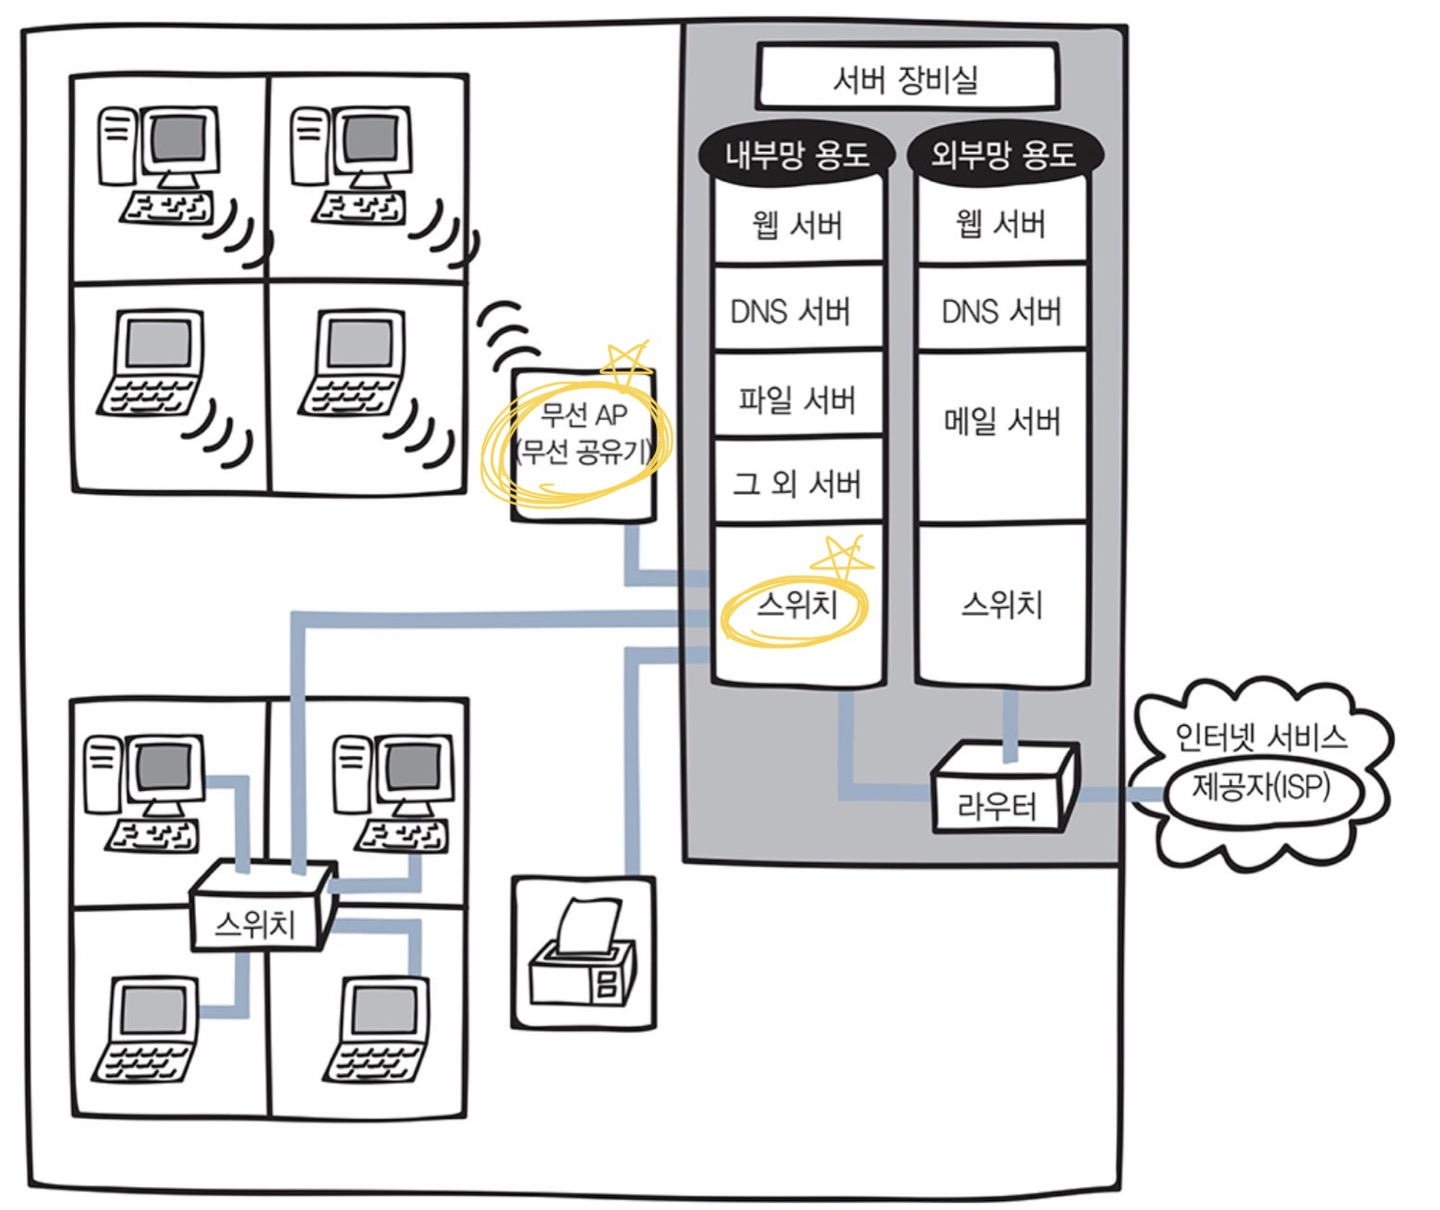 서버 장비실
내부망 용도
웹 서버
DNS 서버
파일 서버
그 외 서버
스위치
외부망 용도
웹 서버
DNS 서버
메일 서버
스위치
무선 AP
(무선 공유기)
라우터
인터넷 서비스
제공자(ISP)
스위치